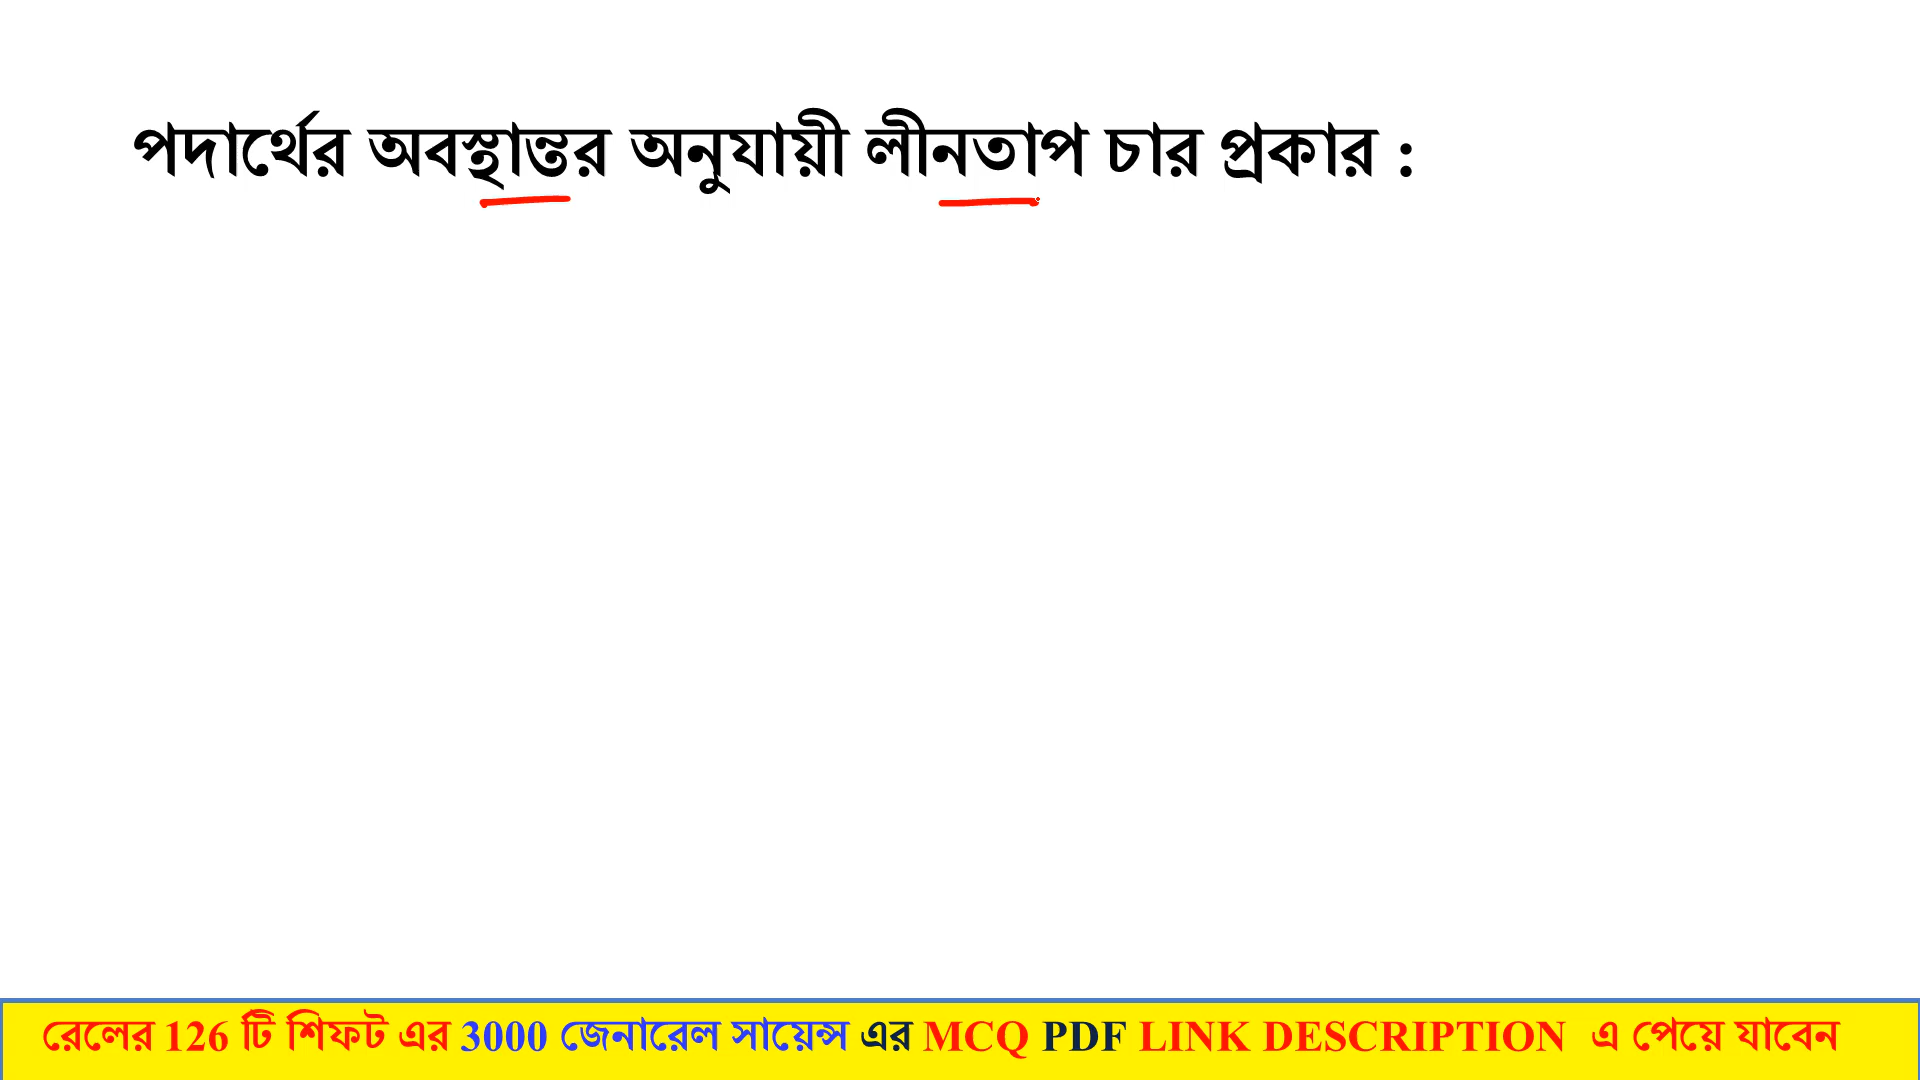 পদার্থের অবস্থান্তর অনুযায়ী লীনতাপ চার প্রকার :
রেলের 126 টি শিফট এর 3000 জেনারেল সায়েন্স এর MCQ PDF LINK DESCRIPTION এ পেয়ে যাবেন